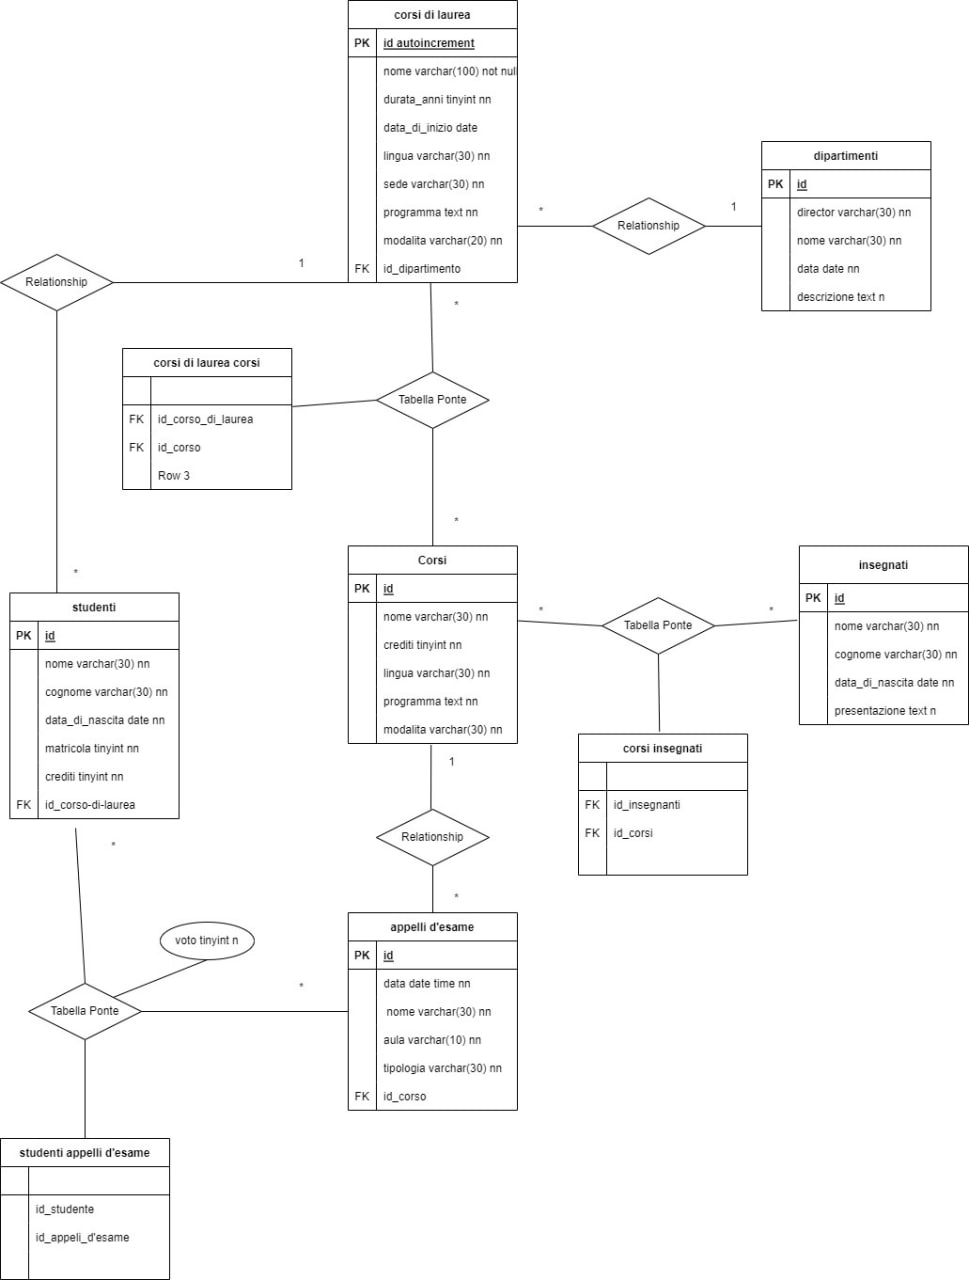 corsi di laurea
PK id autoincrement
nome varchar(100) not nul
durata_anni tinyint nn
data_di_inizio date
lingua varchar(30) nn
sede varchar(30) nn
programma text nn
modalita varchar(20) nn
FK id_dipartimento
dipartimenti
PK id
director varchar(30) nn
nome varchar(30) nn
data date nn
descrizione text n
*
Relationship
1
Relationship
1
*
*
corsi di laurea corsi
FK id_corso_di_laurea
FK id_corso
Row 3
Tabella Ponte
*
Corsi
PK id
nome varchar(30) nn
crediti tinyint nn
lingua varchar(30) nn
programma text nn
modalita varchar(30) nn
*
Tabella Ponte
*
insegnati
PK id
nome varchar(30) nn
cognome varchar(30) nn
data_di_nascita date nn
presentazione text n
studenti
PK id
nome varchar(30) nn
cognome varchar(30) nn
data_di_nascita date nn
matricola tinyint nn
crediti tinyint nn
FK id_corso-di-laurea
corsi insegnati
FK id_insegnanti
FK id_corsi
1
Relationship
*
*
voto tinyint n
Tabella Ponte
*
appelli d'esame
PK id
data date time nn
nome varchar(30) nn
aula varchar(10) nn
tipologia varchar(30) nn
FK id_corso
studenti appelli d'esame
id_studente
id_appeli_d'esame